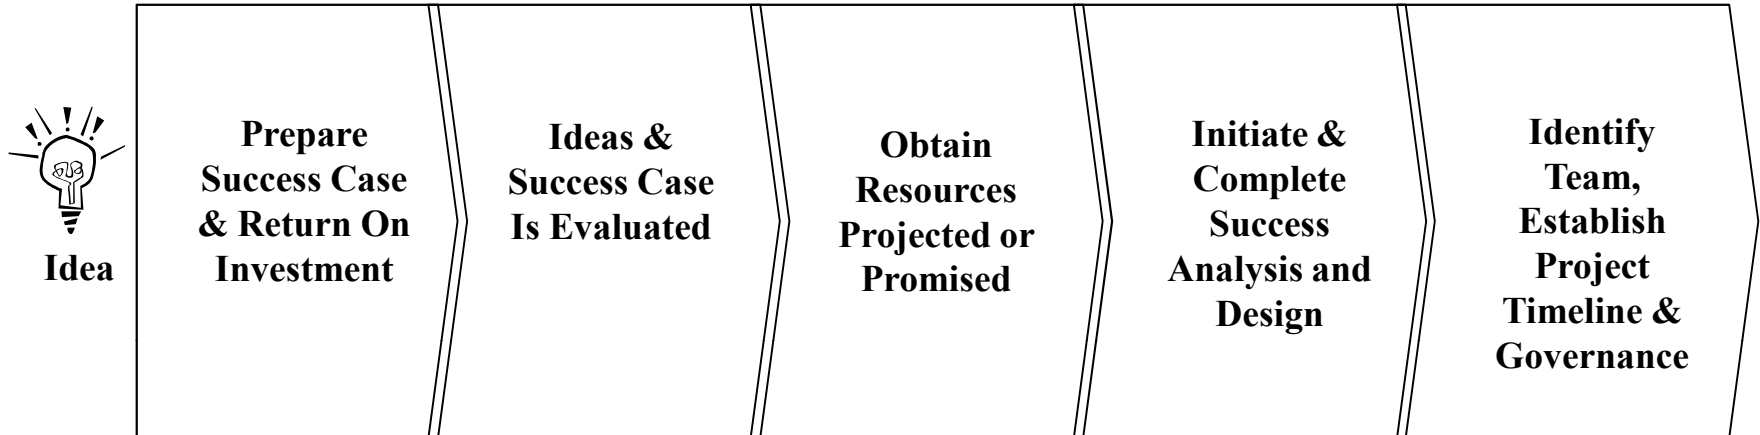 Idea
Prepare
Success Case
& Return On
Investment
Ideas &
Success Case
Is Evaluated
Obtain
Resources
Projected or
Promised
Initiate &
Complete
Success
Analysis and
Design
Identify
Team,
Establish
Project
Timeline &
Governance